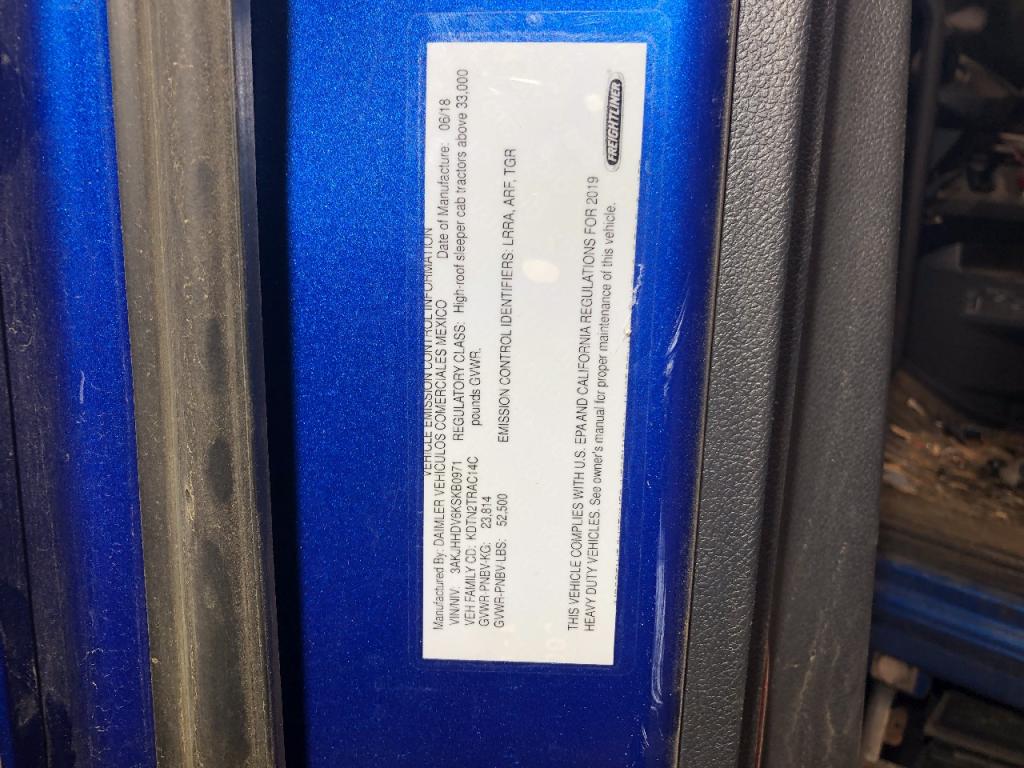 VEHICLE EMISSION CONTROL INFORMATION
Manufactured By: DAIMLER VEHICULOS COMERCIALES MEXICO Date of Manufacture: 06/18
VIN/NIV: 3AKJHHDV6KSKB0971 REGULATORY CLASS: High-roof sleeper cab tractors above 33,000
VEH FAMILY CD: KDTN2TRAC14C pounds GVWR.
GVWR-PNBV-KG: 23,814
GVWR-PNBV LBS: 52,500 EMISSION CONTROL IDENTIFIERS: LRRA, ARF, TGR
THIS VEHICLE COMPLIES WITH U.S. EPA AND CALIFORNIA REGULATIONS FOR 2019
HEAVY DUTY VEHICLES. See owner's manual for proper maintenance of this vehicle.
FREIGHTLINER